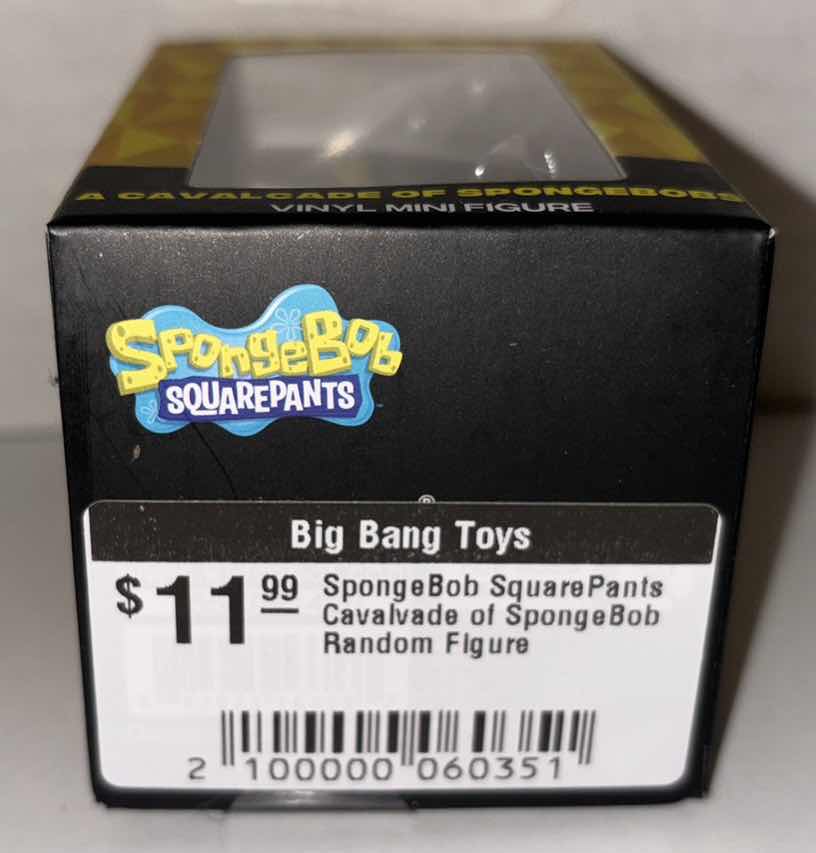 A CAVALCADE OF SPONGEBOBS
VINYL MINI FIGURE
SpongeBob
SQUAREPANTS
®
Big Bang Toys
$11 99
SpongeBob SquarePants
Cavalvade of SpongeBob
Random Figure
2 100000 060351